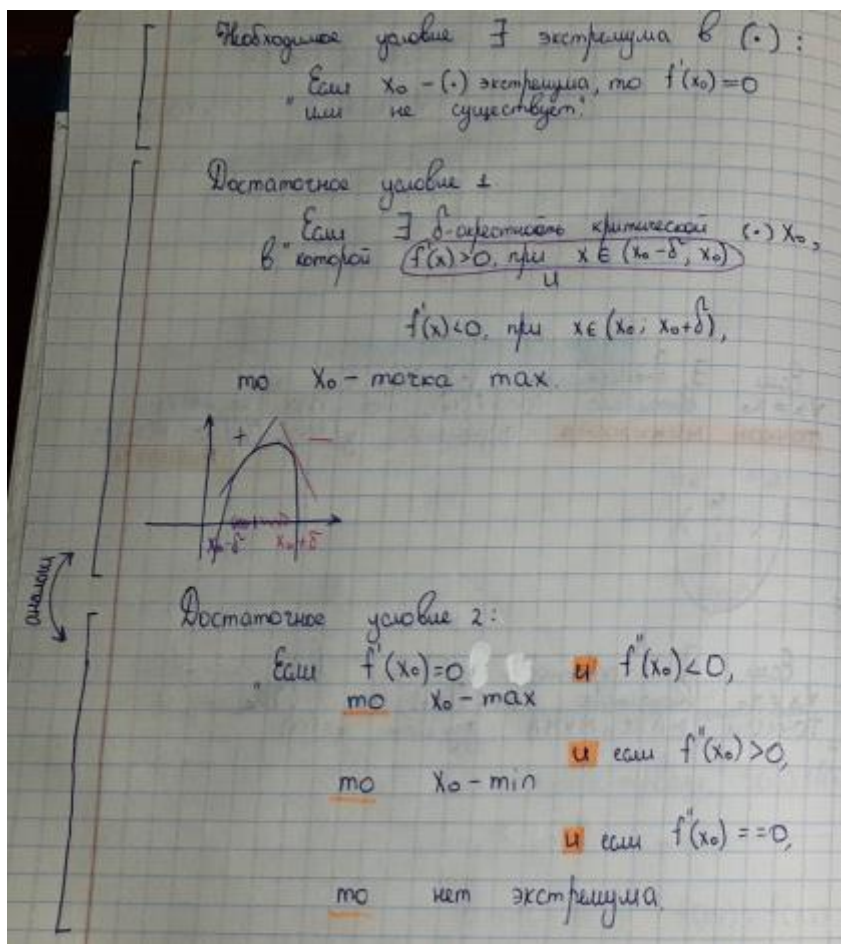 Необходимое условие ∃ экстремума в (·) :
"Если x₀ – (·) экстремума, то f'(x₀) = 0
или не существует."
Достаточное условие 1
Если ∃ δ-окрестность критической (·) x₀,
в "которой f'(x)>0, при x ∈ (x₀-δ, x₀)
и
f'(x)<0, при x ∈ (x₀; x₀+δ),
то x₀ – точка max.
+ —
x₀-δ x₀+δ
аналоги
Достаточное условие 2:
"Если f'(x₀)=0 и f''(x₀)<0,
то x₀ – max
и если f''(x₀)>0,
то x₀ – min
и если f''(x₀)==0,
то нет экстремума.